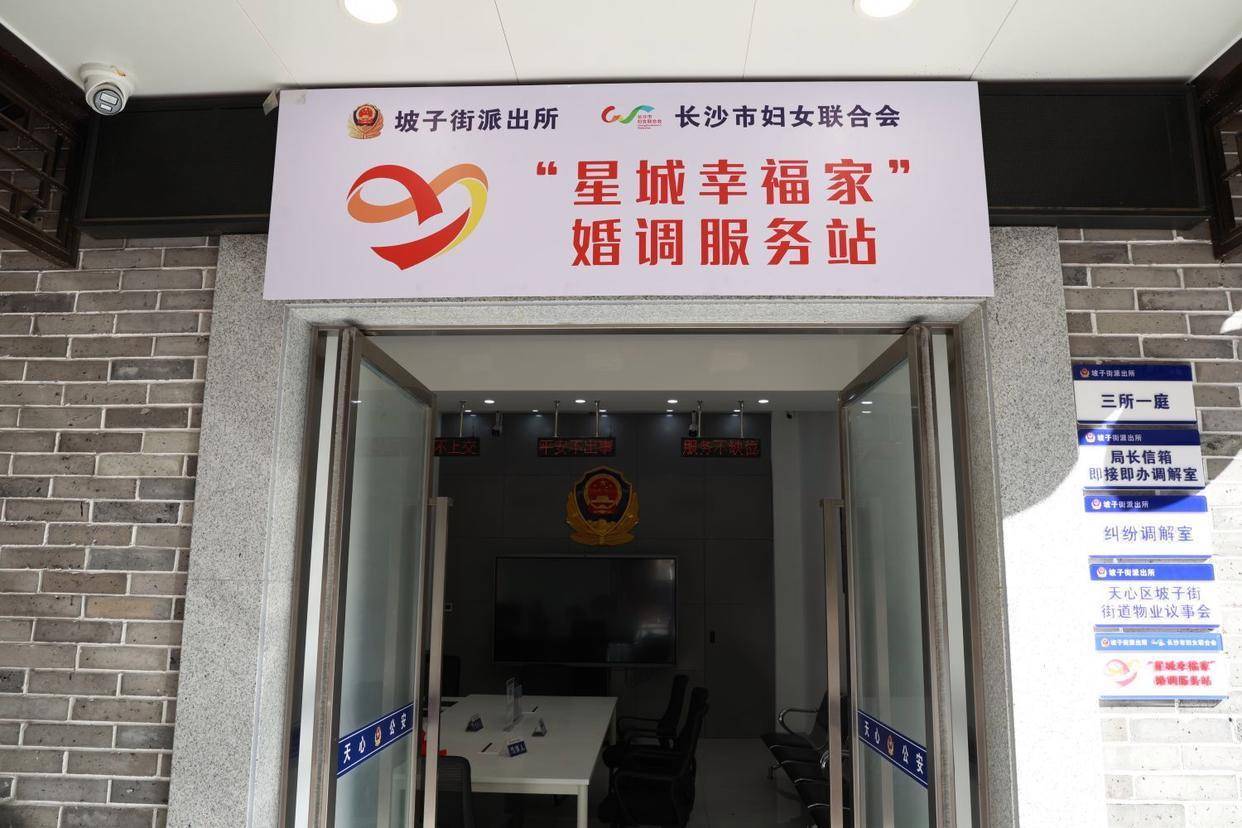 坡子街派出所 长沙市妇女联合会
“星城幸福家”
婚调服务站
不上交 平安不出事 服务不缺位
坡子街派出所
三所一庭
坡子街派出所
局长信箱
即接即办调解室
坡子街派出所
纠纷调解室
坡子街派出所
天心区坡子街
街道物业议事会
坡子街派出所 长沙市妇女联合会
“星城幸福家”
婚调服务站
天心公安
天心公安